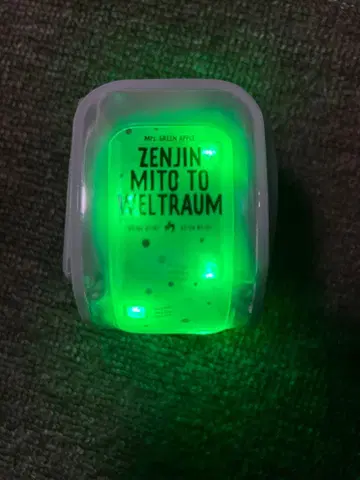 Mrs. GREEN APPLE
ZENJIN
MITO TO
WELTRAUM